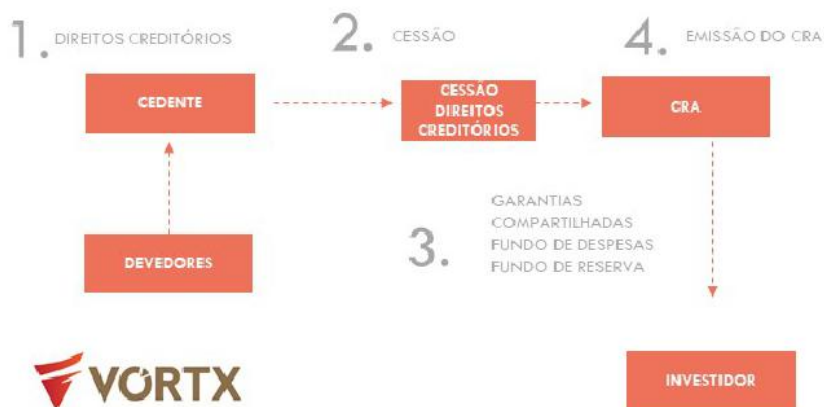 1. DIREITOS CREDITÓRIOS
2. CESSÃO
4. EMISSÃO DO CRA
CEDENTE
CESSÃO
DIREITOS
CREDITÓRIOS
CRA
DEVEDORES
3.
GARANTIAS
COMPARTILHADAS
FUNDO DE DESPESAS
FUNDO DE RESERVA
VÓRTX
INVESTIDOR